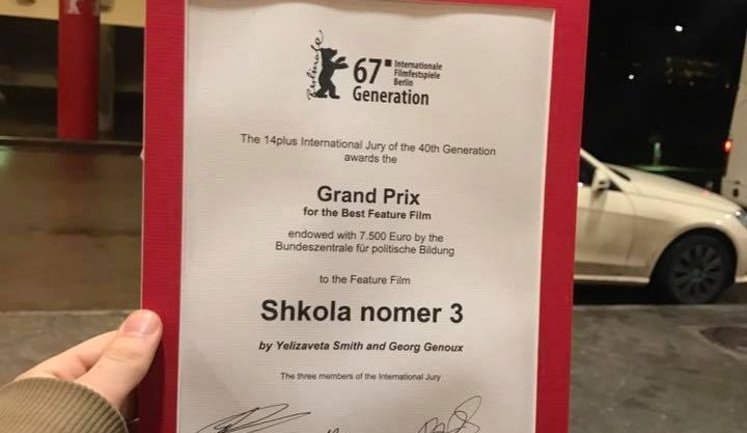 Berlinale
67
Internationale
Filmfestspiele
Berlin
Generation
The 14plus International Jury of the 40th Generation
awards the
Grand Prix
for the Best Feature Film
endowed with 7.500 Euro by the
Bundeszentrale für politische Bildung
to the Feature Film
Shkola nomer 3
by Yelizaveta Smith and Georg Genoux
The three members of the International Jury